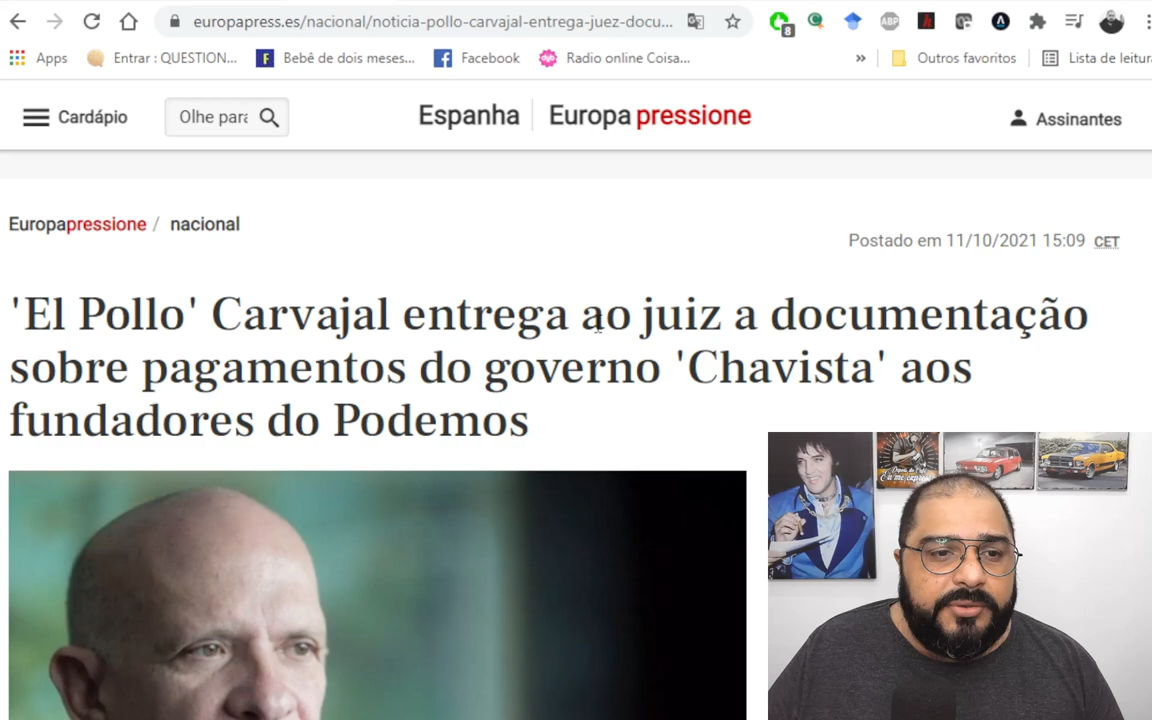 europapress.es/nacional/noticia-pollo-carvajal-entrega-juez-docu...
8
ABP
Apps
Entrar : QUESTION...
F
Bebê de dois meses...
Facebook
Radio online Coisa...
»
Outros favoritos
Lista de leitura
Cardápio
Olhe para
Espanha
Europa pressione
Assinantes
Europapressione / nacional
Postado em 11/10/2021 15:09 CET
'El Pollo' Carvajal entrega ao juiz a documentação
sobre pagamentos do governo 'Chavista' aos
fundadores do Podemos